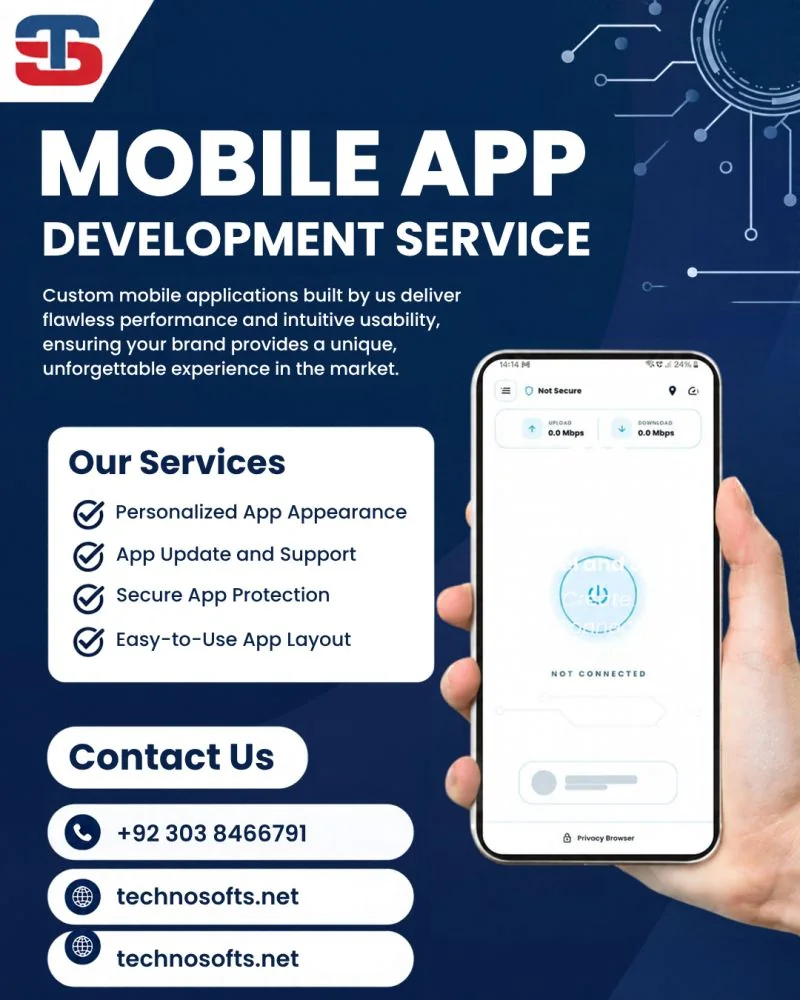 TS
MOBILE APP
DEVELOPMENT SERVICE
Custom mobile applications built by us deliver
flawless performance and intuitive usability,
ensuring your brand provides a unique,
unforgettable experience in the market.
Our Services
Personalized App Appearance
App Update and Support
Secure App Protection
Easy-to-Use App Layout
Contact Us
+92 303 8466791
technosofts.net
technosofts.net
14:14 24%
Not Secure
UPLOAD
0.0 Mbps
DOWNLOAD
0.0 Mbps
and
Create
NOT CONNECTED
Privacy Browser